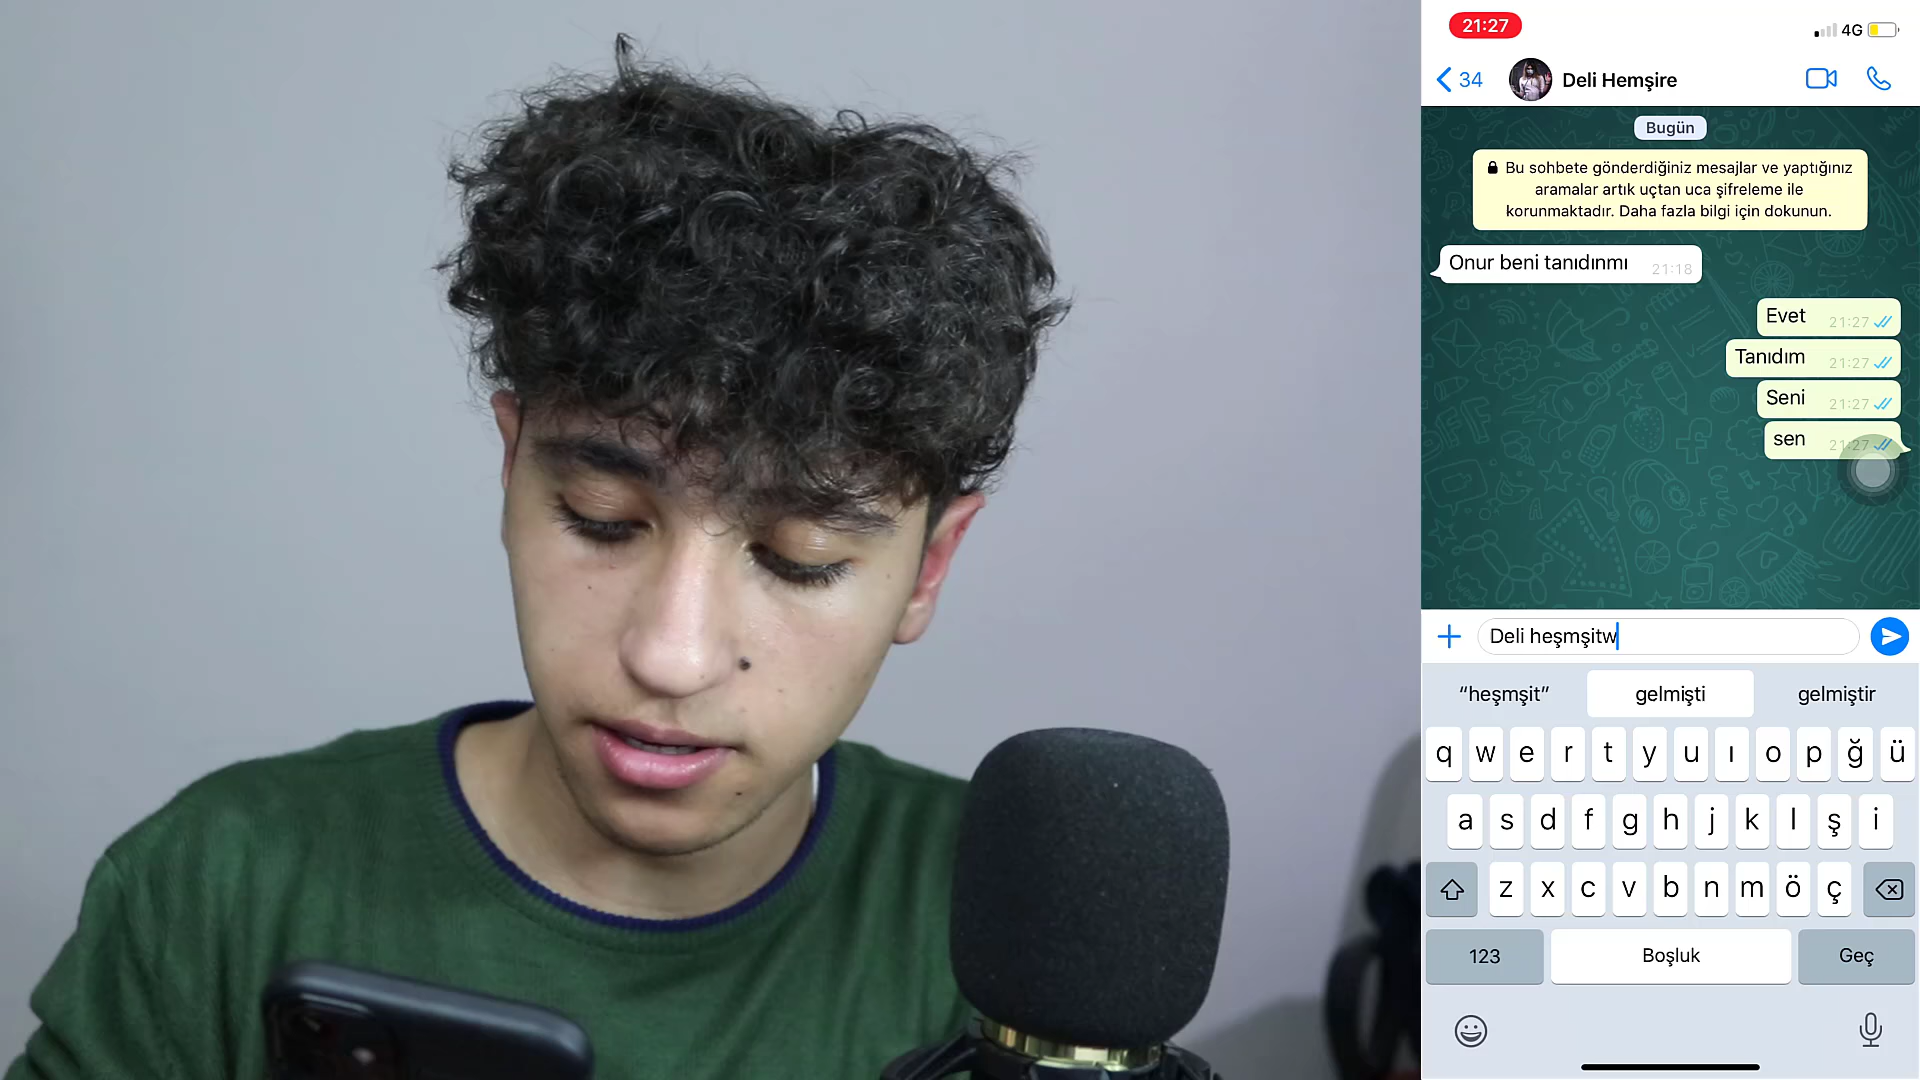 21:27
4G
34
Deli Hemşire
Bugün
Bu sohbete gönderdiğiniz mesajlar ve yaptığınız
aramalar artık uçtan uca şifreleme ile
korunmaktadır. Daha fazla bilgi için dokunun.
Onur beni tanıdınmı 21:18
Evet 21:27
Tanıdım 21:27
Seni 21:27
sen 21:27
Deli heşmşitw
“heşmşit” gelmişti gelmiştir
q w e r t y u ı o p ğ ü
a s d f g h j k l ş i
z x c v b n m ö ç
123 Boşluk Geç